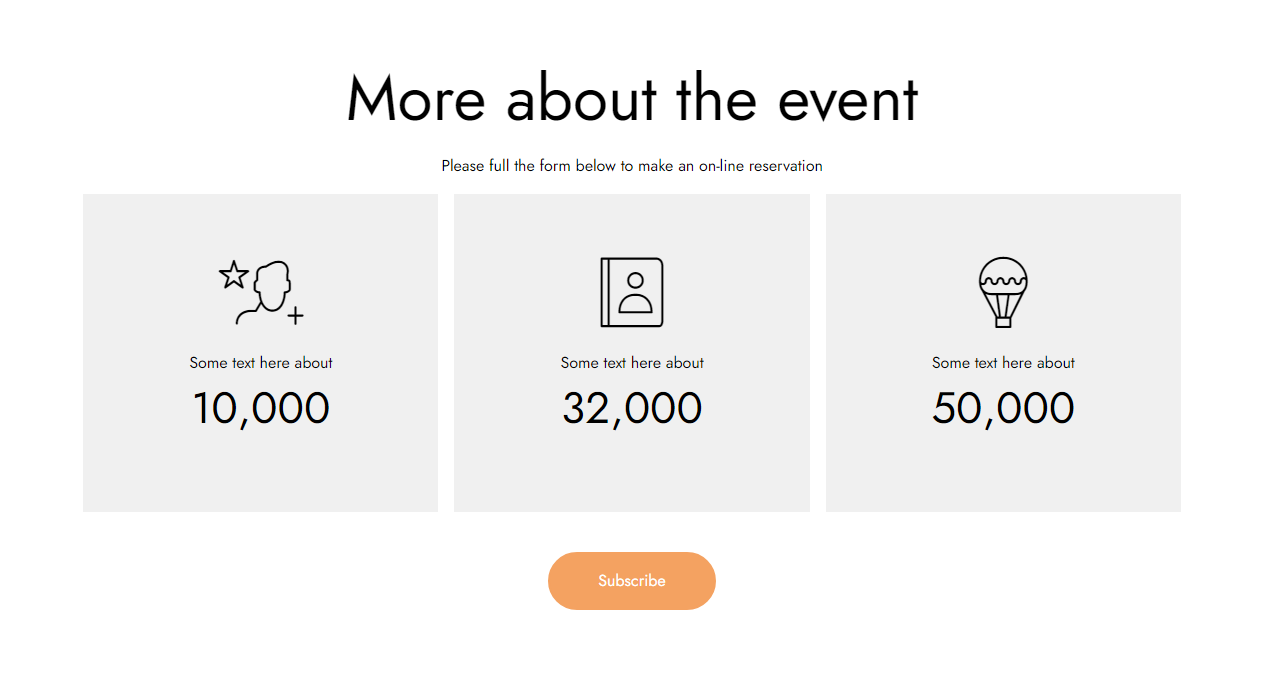 More about the event
Please full the form below to make an on-line reservation
Some text here about
10,000
Some text here about
32,000
Some text here about
50,000
Subscribe